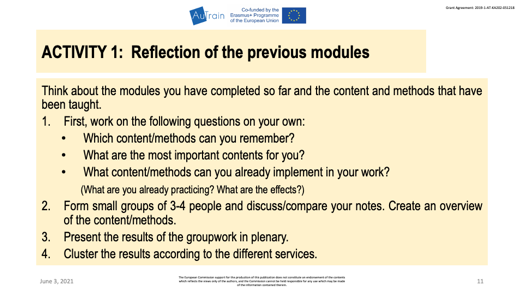 Grant Agreement: 2019-1-AT-KA202-051218
AuTrain
Co-funded by the
Erasmus+ Programme
of the European Union
ACTIVITY 1: Reflection of the previous modules
Think about the modules you have completed so far and the content and methods that have
been taught.
1. First, work on the following questions on your own:
• Which content/methods can you remember?
• What are the most important contents for you?
• What content/methods can you already implement in your work?
(What are you already practicing? What are the effects?)
2. Form small groups of 3-4 people and discuss/compare your notes. Create an overview
of the content/methods.
3. Present the results of the groupwork in plenary.
4. Cluster the results according to the different services.
June 3, 2021
The European Commission support for the production of this publication does not constitute an endorsement of the contents
which reflects the views only of the authors, and the Commission cannot be held responsible for any use which may be made
of the information contained therein.
11